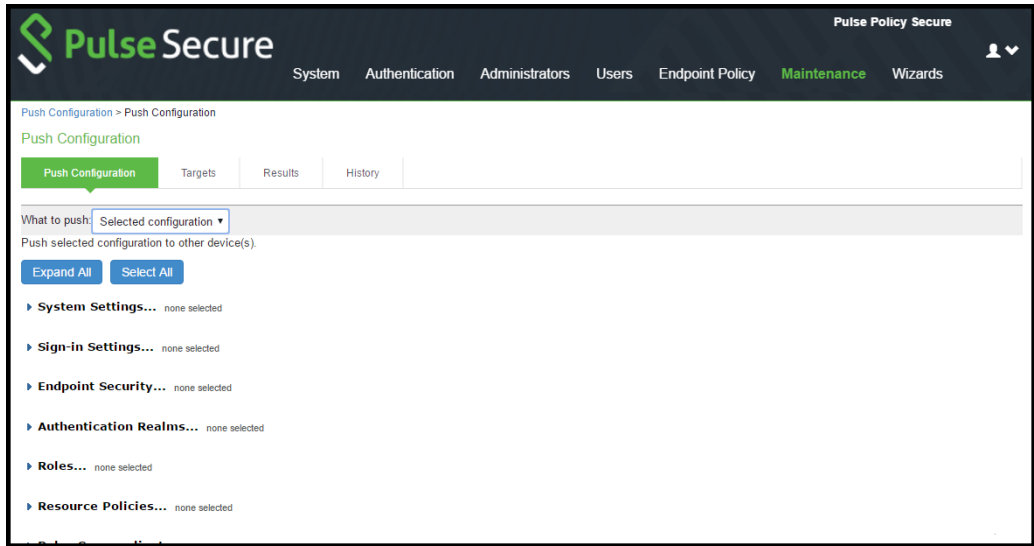 Pulse Secure
Pulse Policy Secure
System Authentication Administrators Users Endpoint Policy Maintenance Wizards
Push Configuration > Push Configuration
Push Configuration
Push Configuration Targets Results History
What to push: Selected configuration
Push selected configuration to other device(s).
Expand All Select All
System Settings... none selected
Sign-in Settings... none selected
Endpoint Security... none selected
Authentication Realms... none selected
Roles... none selected
Resource Policies... none selected